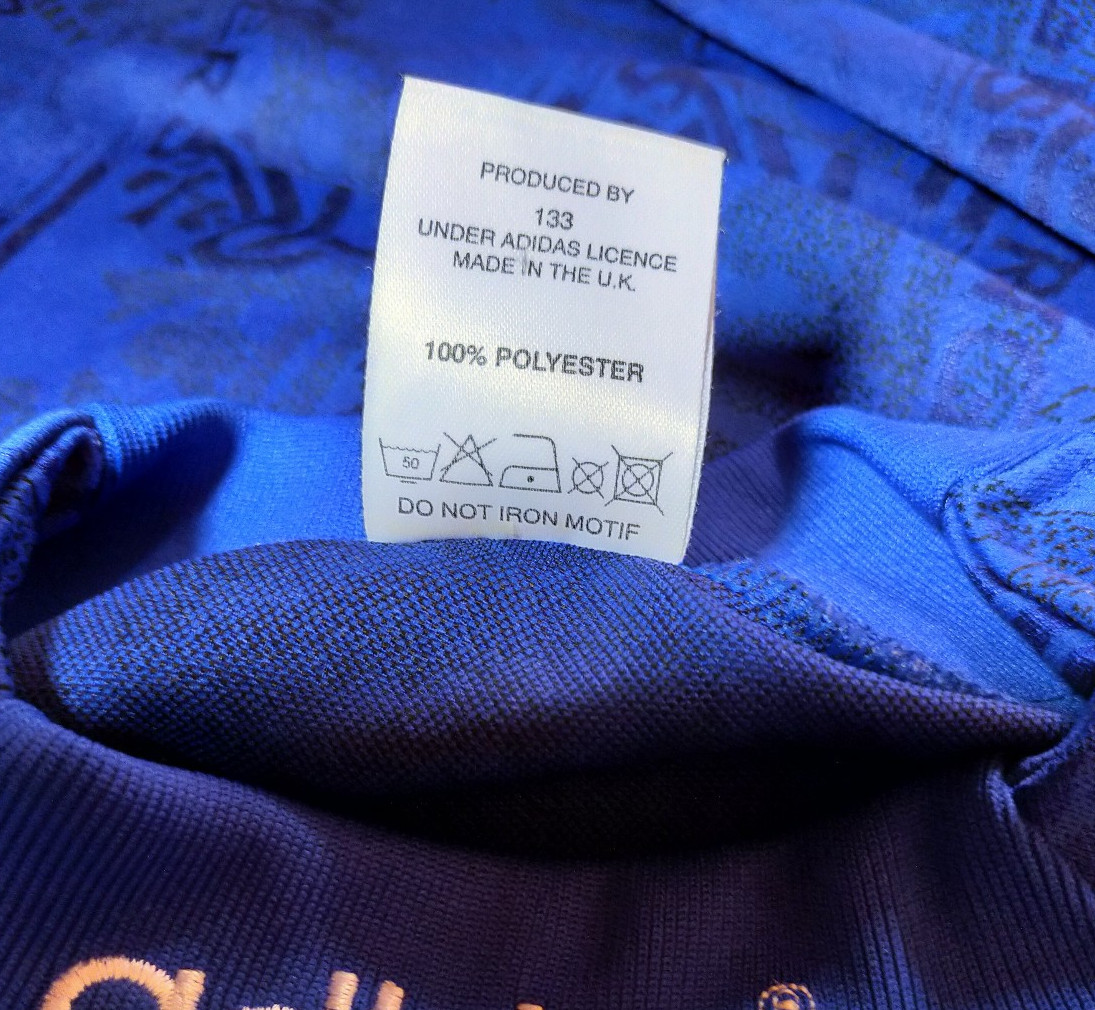 PRODUCED BY
133
UNDER ADIDAS LICENCE
MADE IN THE U.K.
100% POLYESTER
50
DO NOT IRON MOTIF